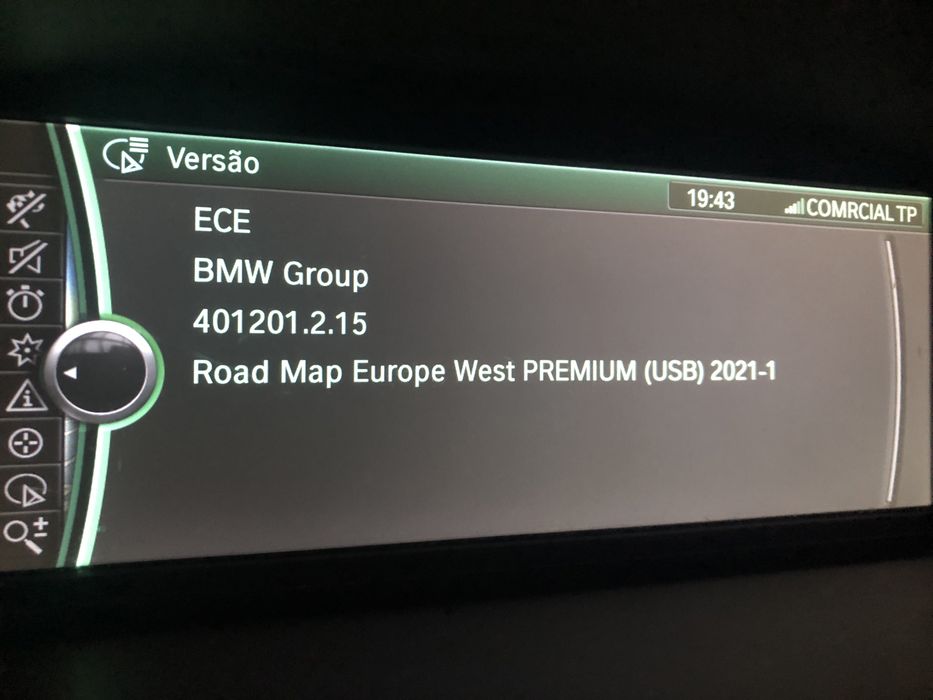 Versão
19:43 COMRCIAL TP
ECE
BMW Group
401201.2.15
Road Map Europe West PREMIUM (USB) 2021-1